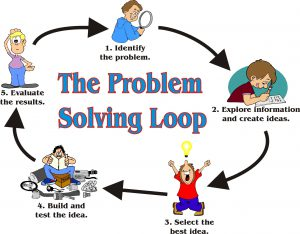 The Problem
Solving Loop
1. Identify
the problem.
2. Explore information
and create ideas.
3. Select the
best idea.
4. Build and
test the idea.
5. Evaluate
the results.